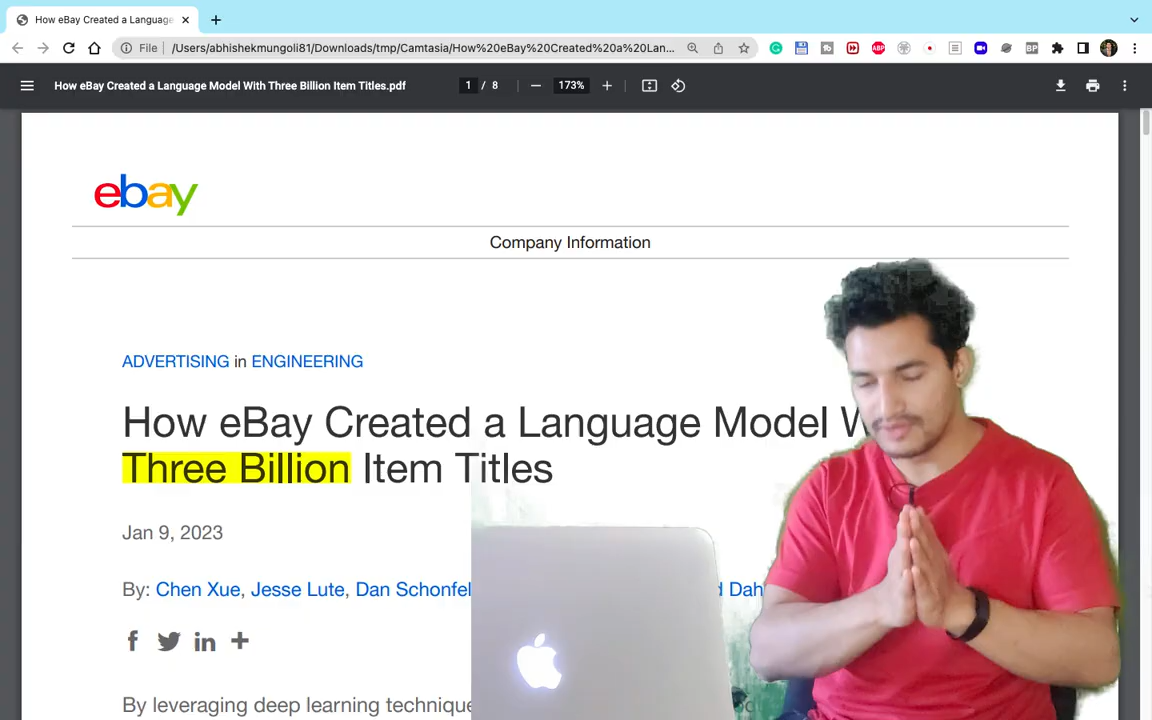 How eBay Created a Language
File
/Users/abhishekmungoli81/Downloads/tmp/Camtasia/How%20eBay%20Created%20a%20Lan...
ABP
BP
How eBay Created a Language Model With Three Billion Item Titles.pdf
1 / 8
173%
ebay
Company Information
ADVERTISING in ENGINEERING
How eBay Created a Language Model
Three Billion Item Titles
Jan 9, 2023
By: Chen Xue, Jesse Lute, Dan Schonfel
By leveraging deep learning technique